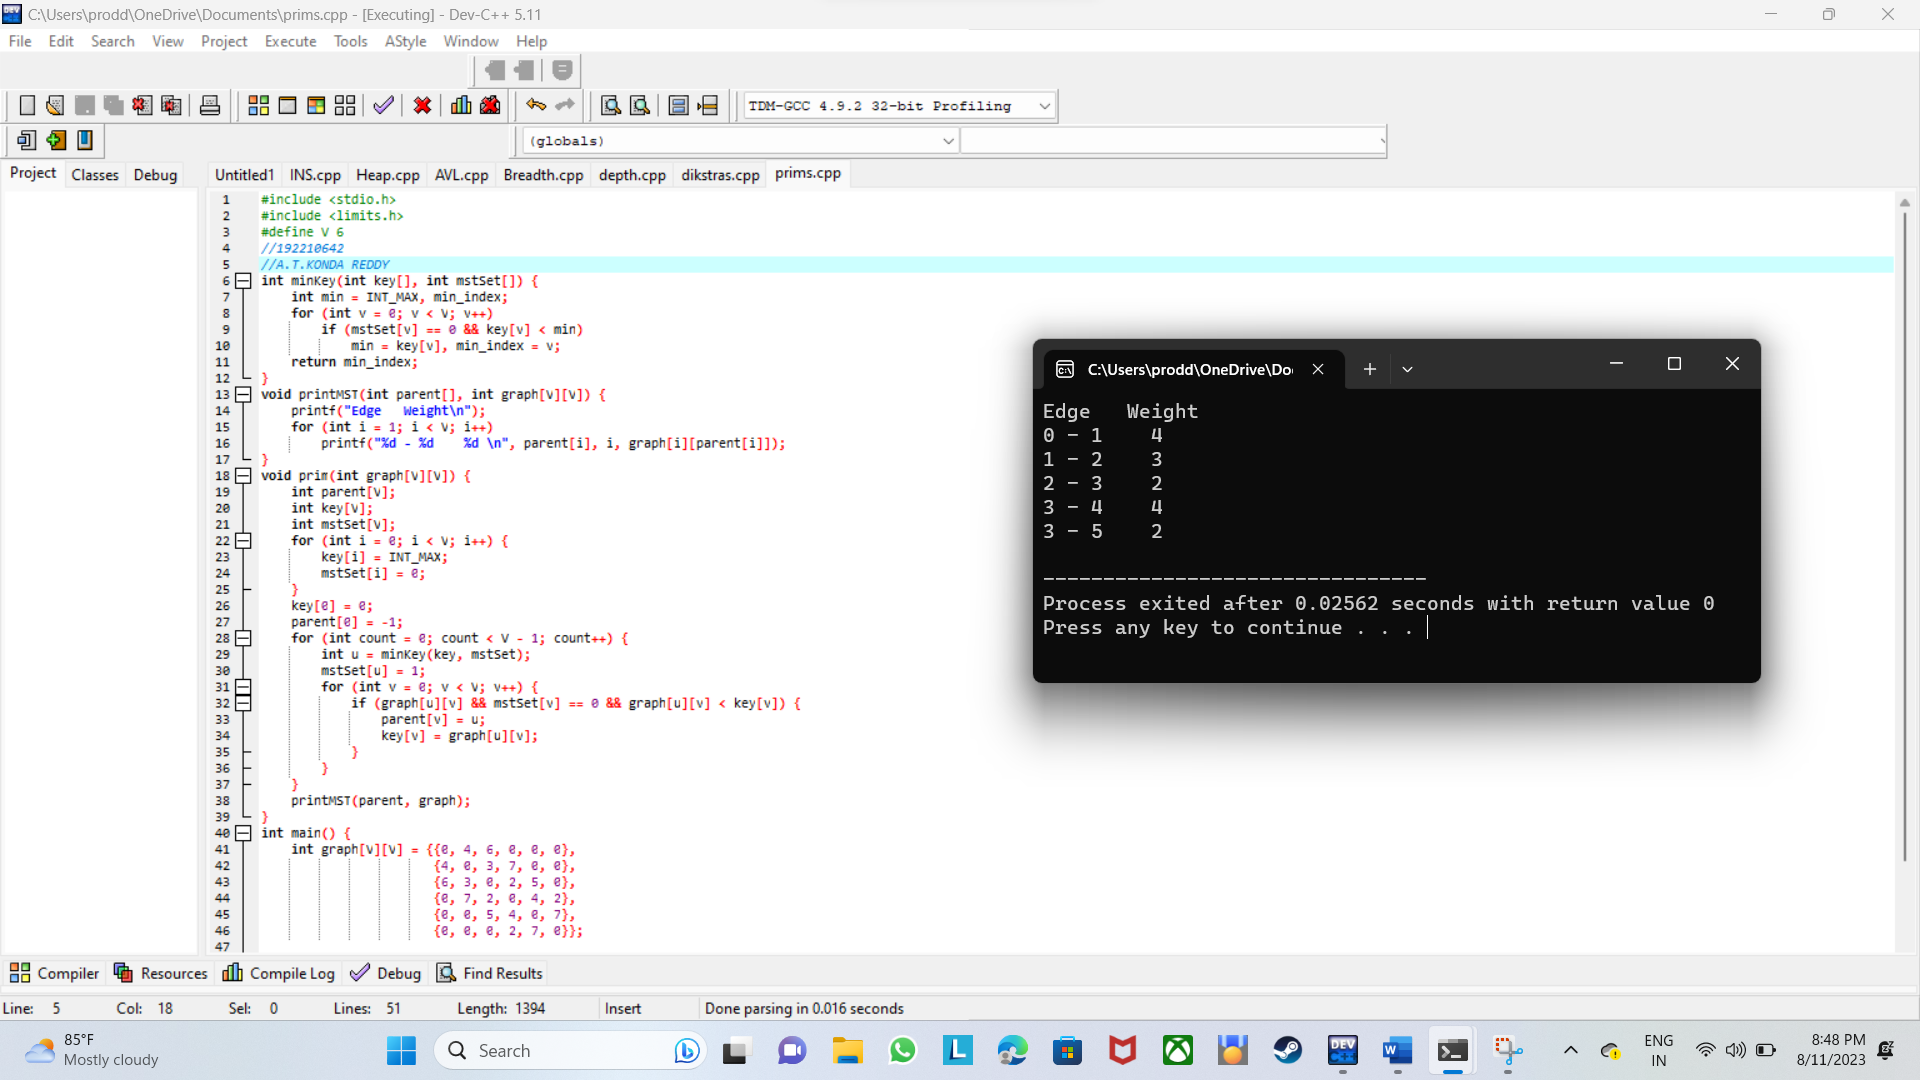 C:\Users\prodd\OneDrive\Documents\prims.cpp - [Executing] - Dev-C++ 5.11
File Edit Search View Project Execute Tools AStyle Window Help
TDM-GCC 4.9.2 32-bit Profiling
(globals)
Project Classes Debug
Untitled1 INS.cpp Heap.cpp AVL.cpp Breadth.cpp depth.cpp dikstras.cpp prims.cpp
1 #include <stdio.h>
2 #include <limits.h>
3 #define V 6
4 //192210642
5 //A.T.KONDA REDDY
6 int minKey(int key[], int mstSet[]) {
7 int min = INT_MAX, min_index;
8 for (int v = 0; v < V; v++)
9 if (mstSet[v] == 0 && key[v] < min)
10 min = key[v], min_index = v;
11 return min_index;
12 }
13 void printMST(int parent[], int graph[V][V]) {
14 printf("Edge   Weight\n");
15 for (int i = 1; i < V; i++)
16 printf("%d - %d    %d \n", parent[i], i, graph[i][parent[i]]);
17 }
18 void prim(int graph[V][V]) {
19 int parent[V];
20 int key[V];
21 int mstSet[V];
22 for (int i = 0; i < V; i++) {
23 key[i] = INT_MAX;
24 mstSet[i] = 0;
25 }
26 key[0] = 0;
27 parent[0] = -1;
28 for (int count = 0; count < V - 1; count++) {
29 int u = minKey(key, mstSet);
30 mstSet[u] = 1;
31 for (int v = 0; v < V; v++) {
32 if (graph[u][v] && mstSet[v] == 0 && graph[u][v] < key[v]) {
33 parent[v] = u;
34 key[v] = graph[u][v];
35 }
36 }
37 }
38 printMST(parent, graph);
39 }
40 int main() {
41 int graph[V][V] = {{0, 4, 6, 0, 0, 0},
42 {4, 0, 3, 7, 0, 0},
43 {6, 3, 0, 2, 5, 0},
44 {0, 7, 2, 0, 4, 2},
45 {0, 0, 5, 4, 0, 7},
46 {0, 0, 0, 2, 7, 0}};
47
C:\Users\prodd\OneDrive\Do
Edge   Weight
0 - 1    4
1 - 2    3
2 - 3    2
3 - 4    4
3 - 5    2
--------------------------------
Process exited after 0.02562 seconds with return value 0
Press any key to continue . . .
Compiler Resources Compile Log Debug Find Results
Line: 5 Col: 18 Sel: 0 Lines: 51 Length: 1394 Insert Done parsing in 0.016 seconds
85°F
Mostly cloudy
Search
DEV C++
ENG
IN
8:48 PM
8/11/2023